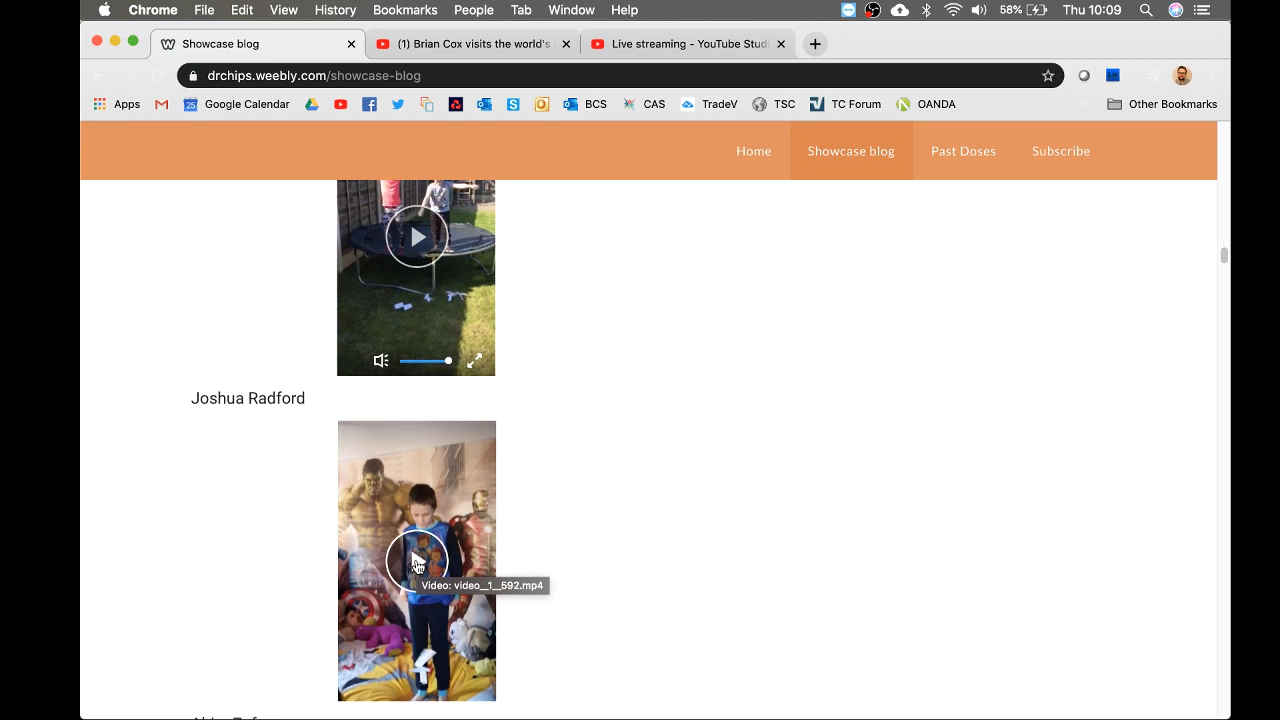 Chrome File Edit View History Bookmarks People Tab Window Help 58% Thu 10:09
Showcase blog (1) Brian Cox visits the world's Live streaming - YouTube Studi
drchips.weebly.com/showcase-blog
Apps Google Calendar BCS CAS TradeV TSC TC Forum OANDA Other Bookmarks
Home Showcase blog Past Doses Subscribe
Joshua Radford
Video: video__1__592.mp4